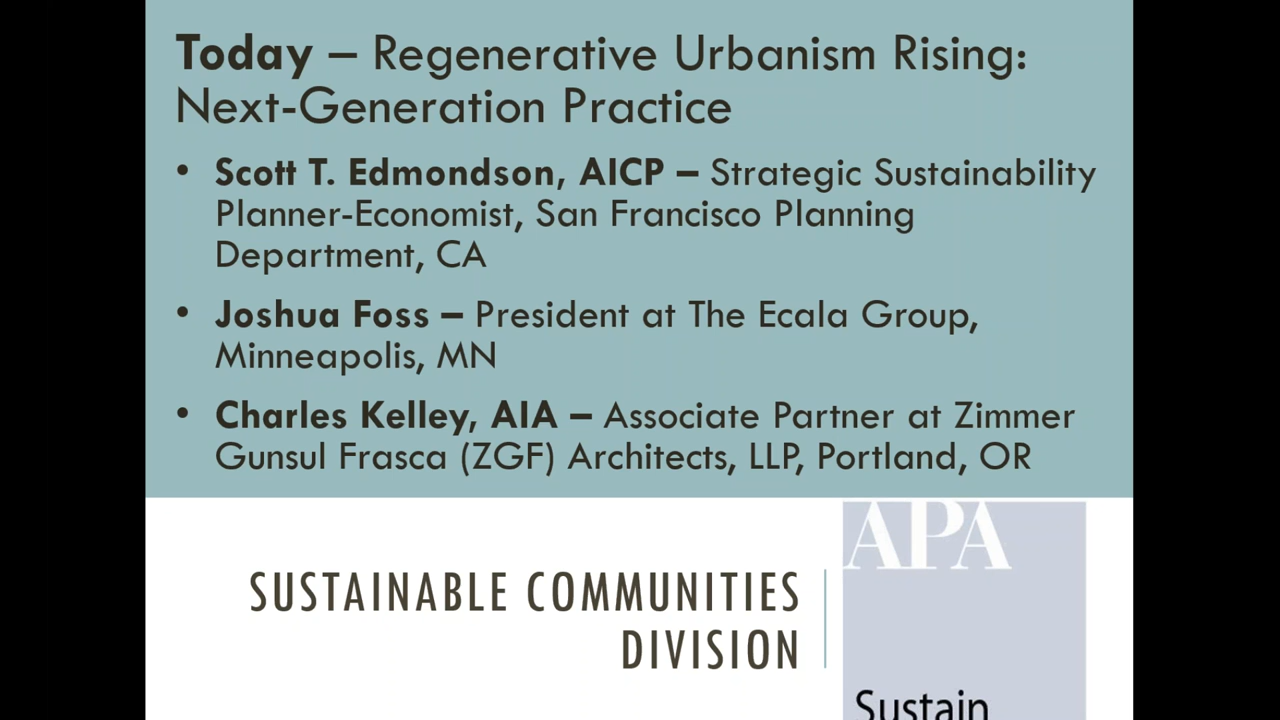 Today – Regenerative Urbanism Rising:
Next-Generation Practice
• Scott T. Edmondson, AICP – Strategic Sustainability
Planner-Economist, San Francisco Planning
Department, CA
• Joshua Foss – President at The Ecala Group,
Minneapolis, MN
• Charles Kelley, AIA – Associate Partner at Zimmer
Gunsul Frasca (ZGF) Architects, LLP, Portland, OR
SUSTAINABLE COMMUNITIES
DIVISION
APA
Sustain